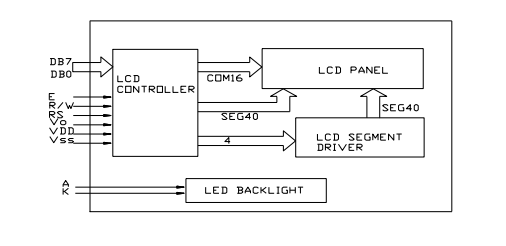 DB7
DB0
E
R/W
RS
Vo
VDD
Vss
A
K
LCD
CONTROLLER
COM16
SEG40
4
LCD PANEL
SEG40
LCD SEGMENT
DRIVER
LED BACKLIGHT